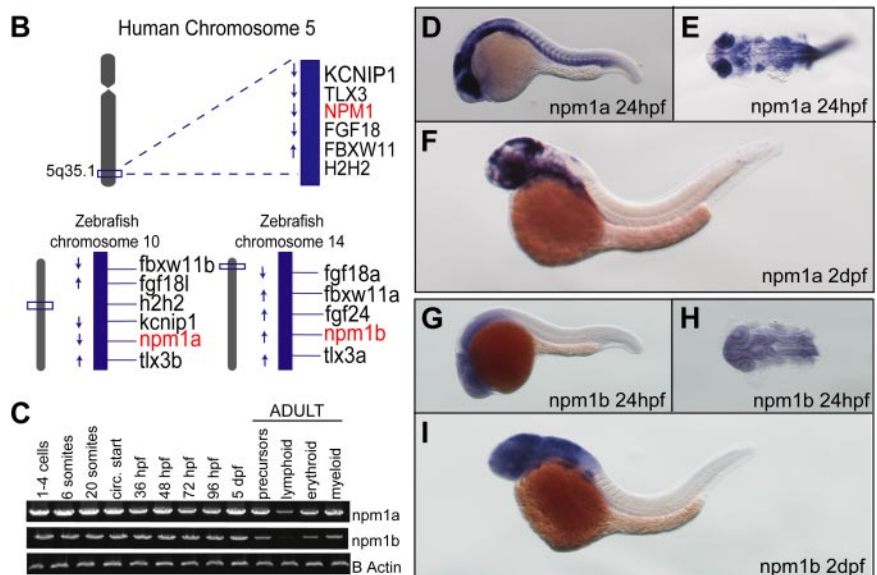 B
Human Chromosome 5
5q35.1
KCNIP1
TLX3
NPM1
FGF18
FBXW11
H2H2
Zebrafish
chromosome 10
fbxw11b
fgf18l
h2h2
kcnip1
npm1a
tlx3b
Zebrafish
chromosome 14
fgf18a
fbxw11a
fgf24
npm1b
tlx3a
C
ADULT
1-4 cells
6 somites
20 somites
circ. start
36 hpf
48 hpf
72 hpf
96 hpf
5 dpf
precursors
lymphoid
erythroid
myeloid
npm1a
npm1b
B Actin
D
npm1a 24hpf
E
npm1a 24hpf
F
npm1a 2dpf
G
npm1b 24hpf
H
npm1b 24hpf
I
npm1b 2dpf